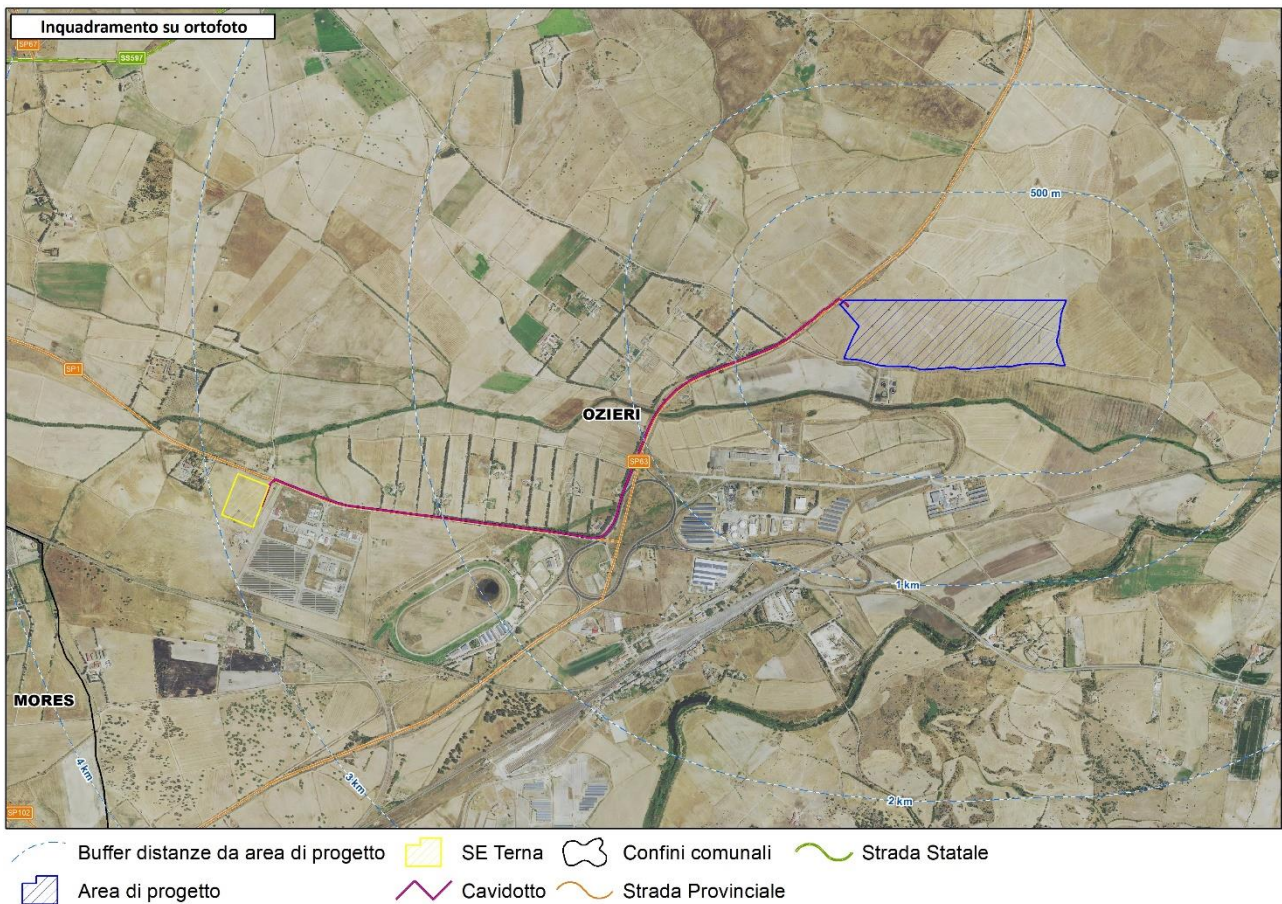 Inquadramento su ortofoto
SP67
SS597
500 m
SP1
OZIERI
SP63
1 km
MORES
4 km
3 km
2 km
SP102
Buffer distanze da area di progetto
SE Terna
Confini comunali
Strada Statale
Area di progetto
Cavidotto
Strada Provinciale